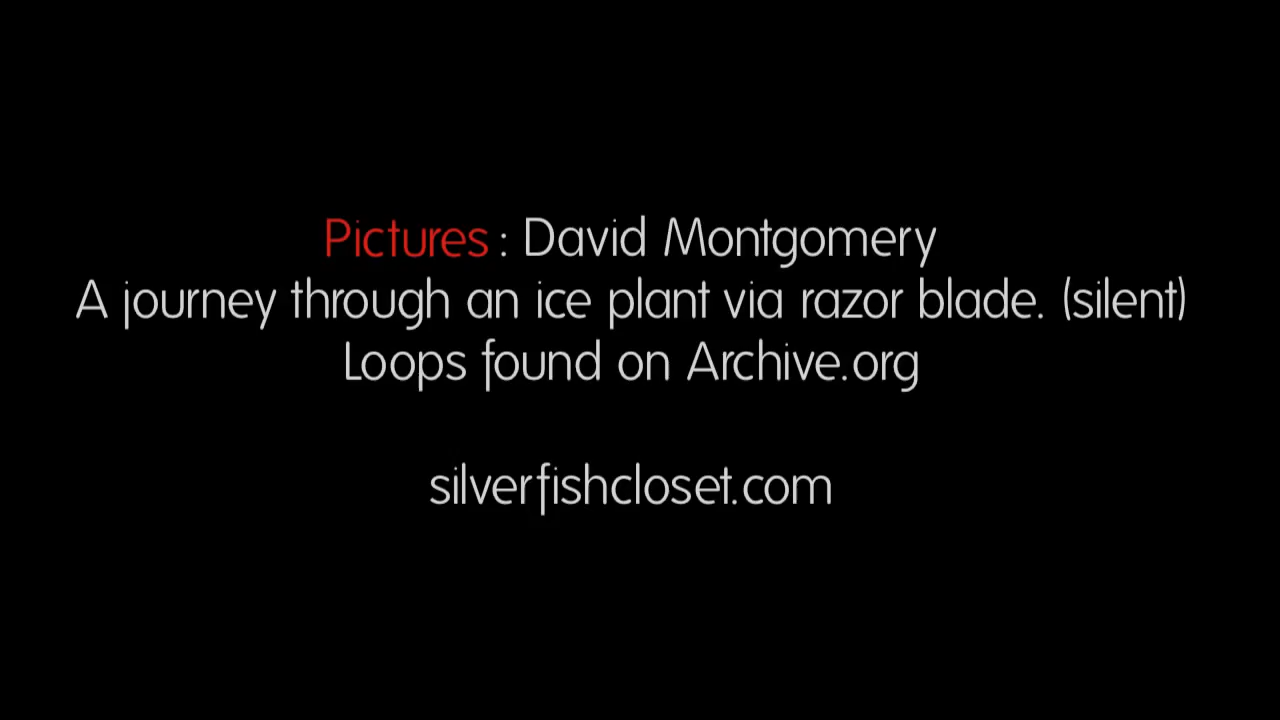 Pictures : David Montgomery
A journey through an ice plant via razor blade. (silent)
Loops found on Archive.org
silverfishcloset.com